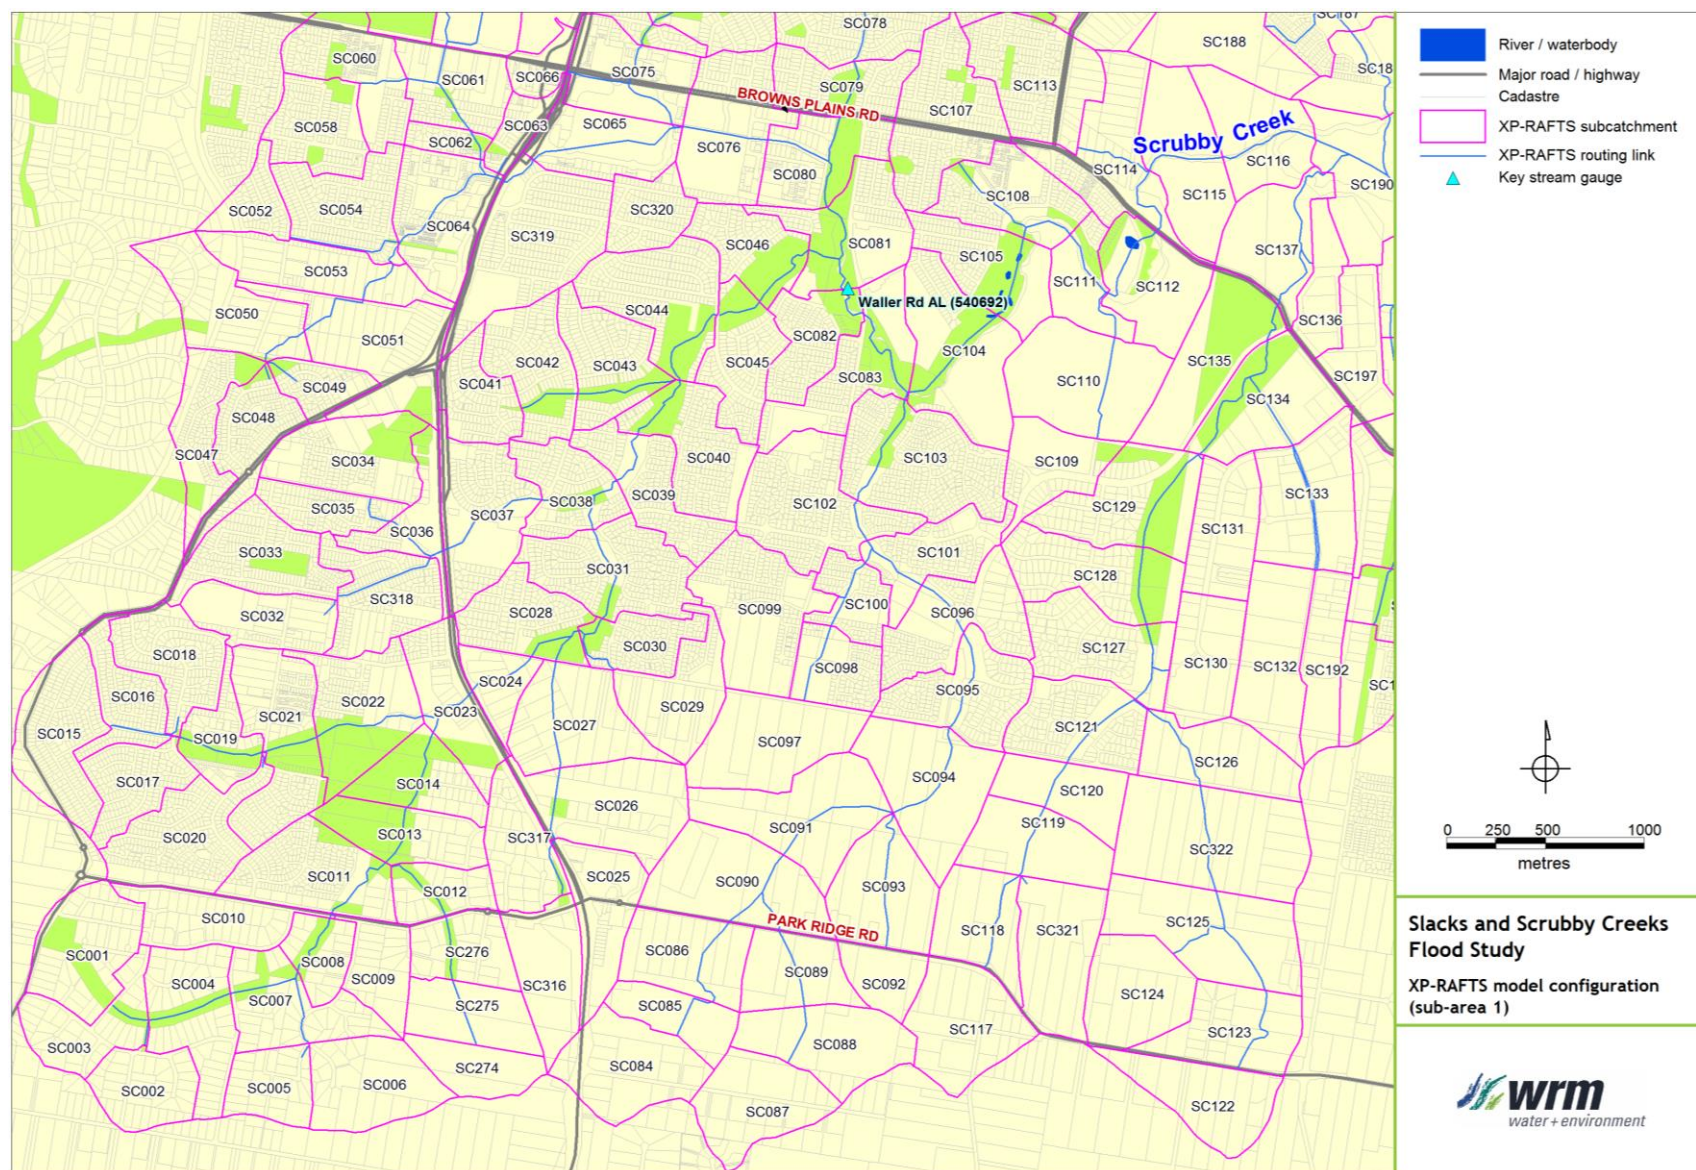 SC078
SC187
SC188
SC060
SC061
SC066
SC075
SC079
SC113
SC107
BROWNS PLAINS RD
SC058
SC063
SC065
SC062
SC076
SC080
Scrubby Creek
SC114
SC116
SC115
SC190
SC108
SC052
SC054
SC064
SC319
SC320
SC046
SC081
SC105
SC137
SC053
SC111
SC112
Waller Rd AL (540692)
SC050
SC044
SC051
SC082
SC136
SC104
SC135
SC042
SC043
SC045
SC083
SC110
SC041
SC049
SC197
SC134
SC048
SC047
SC034
SC040
SC103
SC109
SC039
SC035
SC037
SC038
SC102
SC129
SC133
SC036
SC131
SC033
SC101
SC031
SC128
SC318
SC032
SC028
SC099
SC100
SC096
SC018
SC030
SC127
SC130
SC132
SC192
SC016
SC098
SC024
SC022
SC095
SC015
SC019
SC021
SC023
SC027
SC029
SC121
SC097
SC126
SC017
SC014
SC094
SC026
SC120
SC020
SC013
SC317
SC091
SC119
SC322
SC011
SC012
SC025
SC090
SC093
SC010
PARK RIDGE RD
SC118
SC321
SC125
SC001
SC276
SC086
SC008
SC009
SC089
SC004
SC316
SC092
SC007
SC275
SC085
SC124
SC117
SC123
SC003
SC088
SC002
SC005
SC006
SC274
SC084
SC087
SC122
River / waterbody
Major road / highway
Cadastre
XP-RAFTS subcatchment
XP-RAFTS routing link
Key stream gauge
0 250 500 1000
metres
Slacks and Scrubby Creeks
Flood Study
XP-RAFTS model configuration
(sub-area 1)
wrm
water + environment